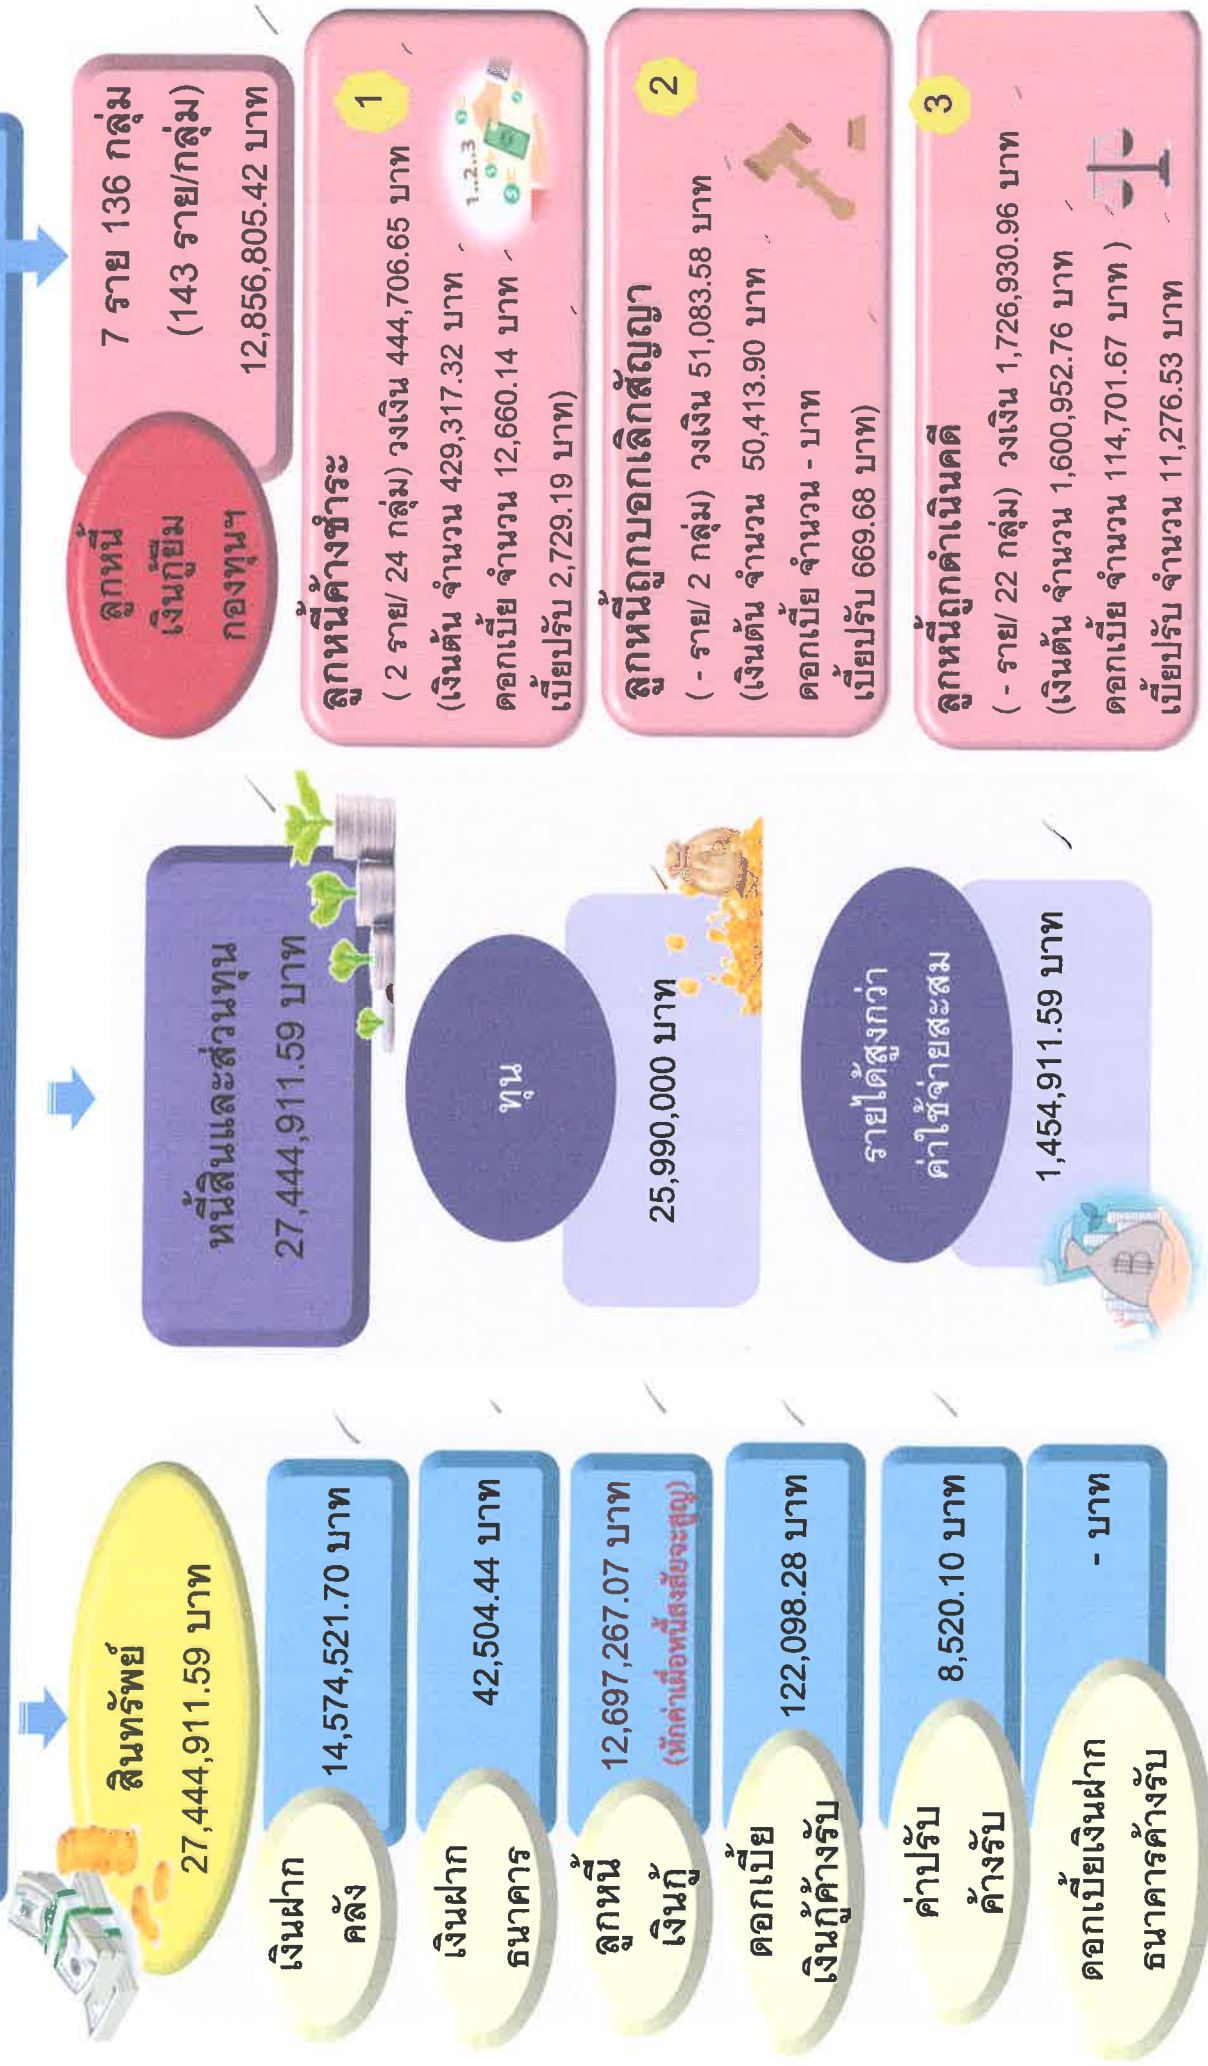 สินทรัพย์
27,444,911.59 บาท
เงินฝาก
คลัง
14,574,521.70 บาท
เงินฝาก
ธนาคาร
42,504.44 บาท
ลูกหนี้
เงินกู้
12,697,267.07 บาท
(หักค่าเผื่อหนี้สงสัยจะสูญ)
ดอกเบี้ย
เงินกู้ค้างรับ
122,098.28 บาท
ค่าปรับ
ค้างรับ
8,520.10 บาท
ดอกเบี้ยเงินฝาก
ธนาคารค้างรับ
- บาท
หนี้สินและส่วนทุน
27,444,911.59 บาท
ทุน
25,990,000 บาท
รายได้สูงกว่า
ค่าใช้จ่ายสะสม
1,454,911.59 บาท
ลูกหนี้
เงินกู้ยืม
กองทุนฯ
7 ราย 136 กลุ่ม
(143 ราย/กลุ่ม)
12,856,805.42 บาท
ลูกหนี้ค้างชำระ
1
( 2 ราย/ 24 กลุ่ม) วงเงิน 444,706.65 บาท
(เงินต้น จำนวน 429,317.32 บาท
ดอกเบี้ย จำนวน 12,660.14 บาท
เบี้ยปรับ 2,729.19 บาท)
1..2..3
ลูกหนี้ถูกบอกเลิกสัญญา
2
( - ราย/ 2 กลุ่ม) วงเงิน 51,083.58 บาท
(เงินต้น จำนวน 50,413.90 บาท
ดอกเบี้ย จำนวน - บาท
เบี้ยปรับ 669.68 บาท)
ลูกหนี้ถูกดำเนินคดี
3
( - ราย/ 22 กลุ่ม) วงเงิน 1,726,930.96 บาท
(เงินต้น จำนวน 1,600,952.76 บาท
ดอกเบี้ย จำนวน 114,701.67 บาท )
เบี้ยปรับ จำนวน 11,276.53 บาท